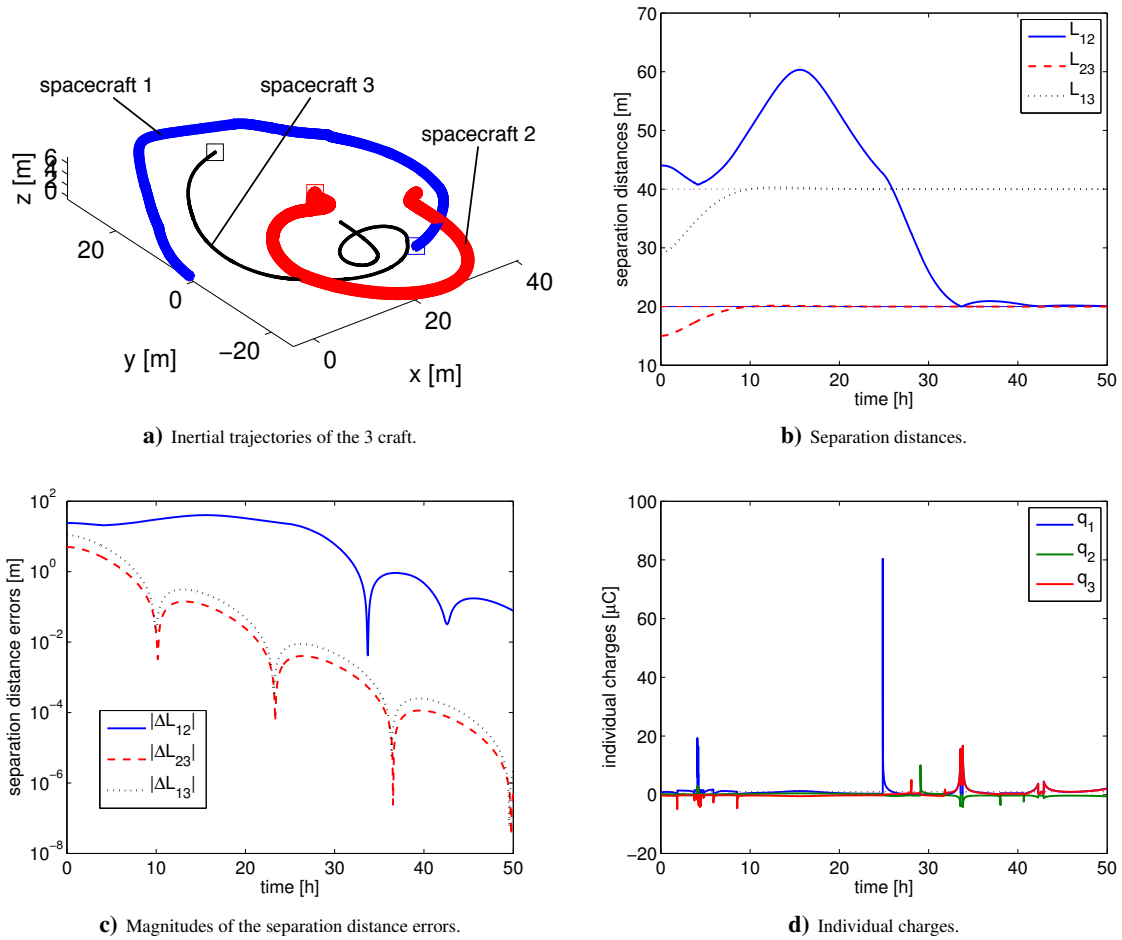 spacecraft 1
spacecraft 3
spacecraft 2
z [m]
6
4
2
0
20
0
−20
y [m]
0
20
40
x [m]
a) Inertial trajectories of the 3 craft.
70
60
50
40
30
20
10
separation distances [m]
L12
L23
L13
0 10 20 30 40 50
time [h]
b) Separation distances.
10^2
10^0
10^−2
10^−4
10^−6
10^−8
separation distance errors [m]
|ΔL12|
|ΔL23|
|ΔL13|
0 10 20 30 40 50
time [h]
c) Magnitudes of the separation distance errors.
100
80
60
40
20
0
−20
individual charges [μC]
q1
q2
q3
0 10 20 30 40 50
time [h]
d) Individual charges.